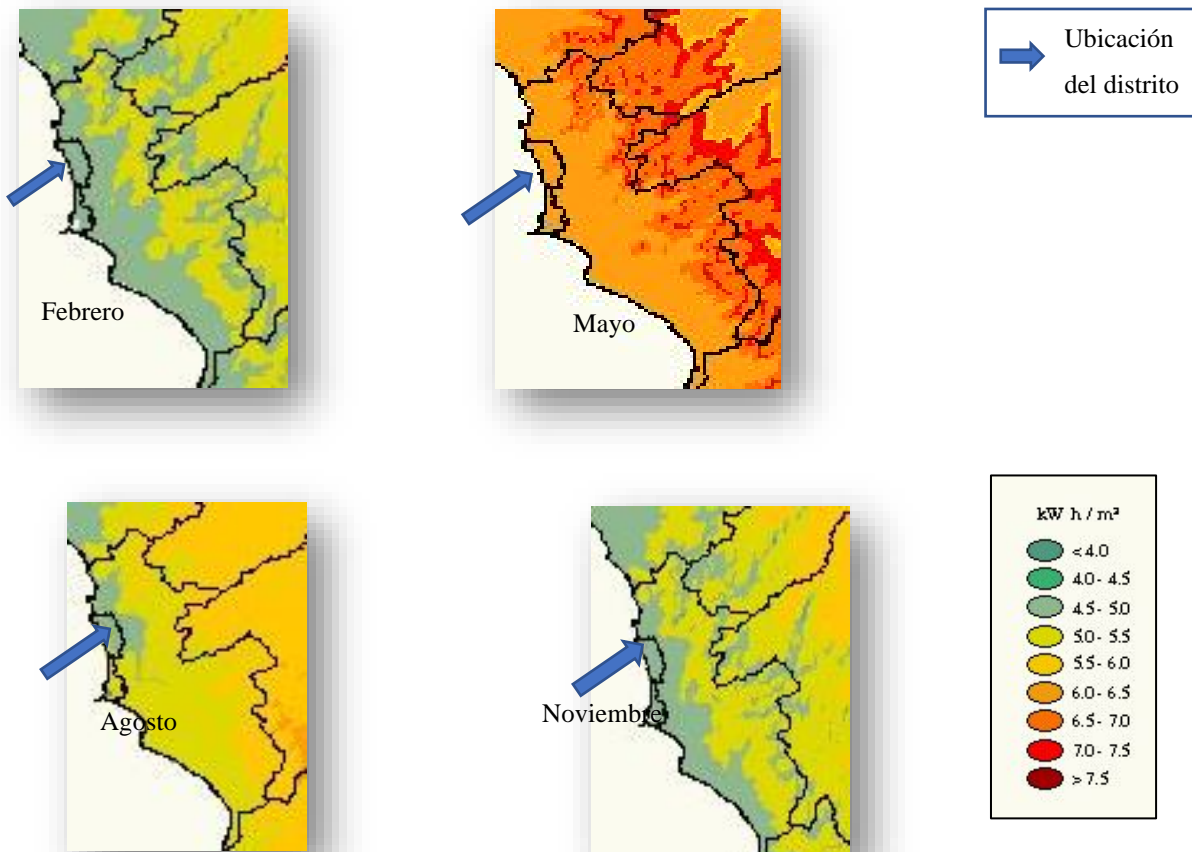 Ubicación
del distrito
Febrero
Mayo
Agosto
Noviembre
kW h / m²
< 4.0
4.0 - 4.5
4.5 - 5.0
5.0 - 5.5
5.5 - 6.0
6.0 - 6.5
6.5 - 7.0
7.0 - 7.5
> 7.5